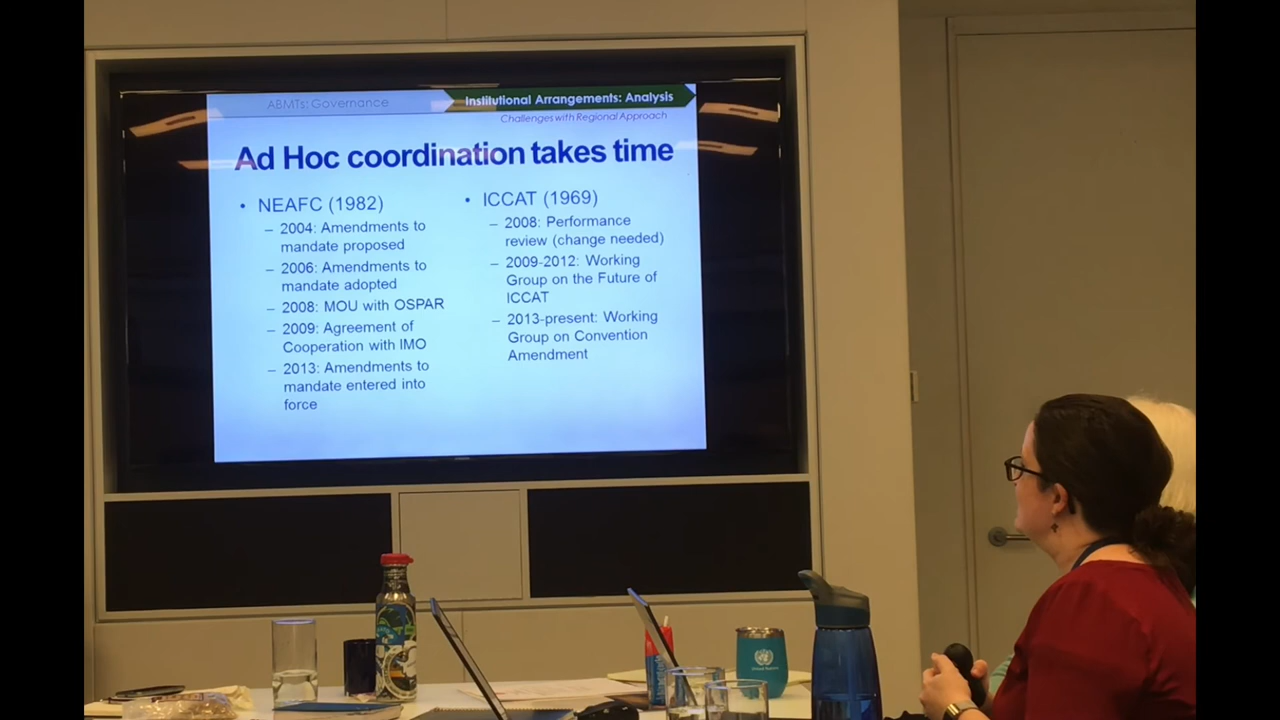 ABMTs: Governance
Institutional Arrangements: Analysis
Challenges with Regional Approach
Ad Hoc coordination takes time
• NEAFC (1982)
– 2004: Amendments to
mandate proposed
– 2006: Amendments to
mandate adopted
– 2008: MOU with OSPAR
– 2009: Agreement of
Cooperation with IMO
– 2013: Amendments to
mandate entered into
force
• ICCAT (1969)
– 2008: Performance
review (change needed)
– 2009-2012: Working
Group on the Future of
ICCAT
– 2013-present: Working
Group on Convention
Amendment
United Nations